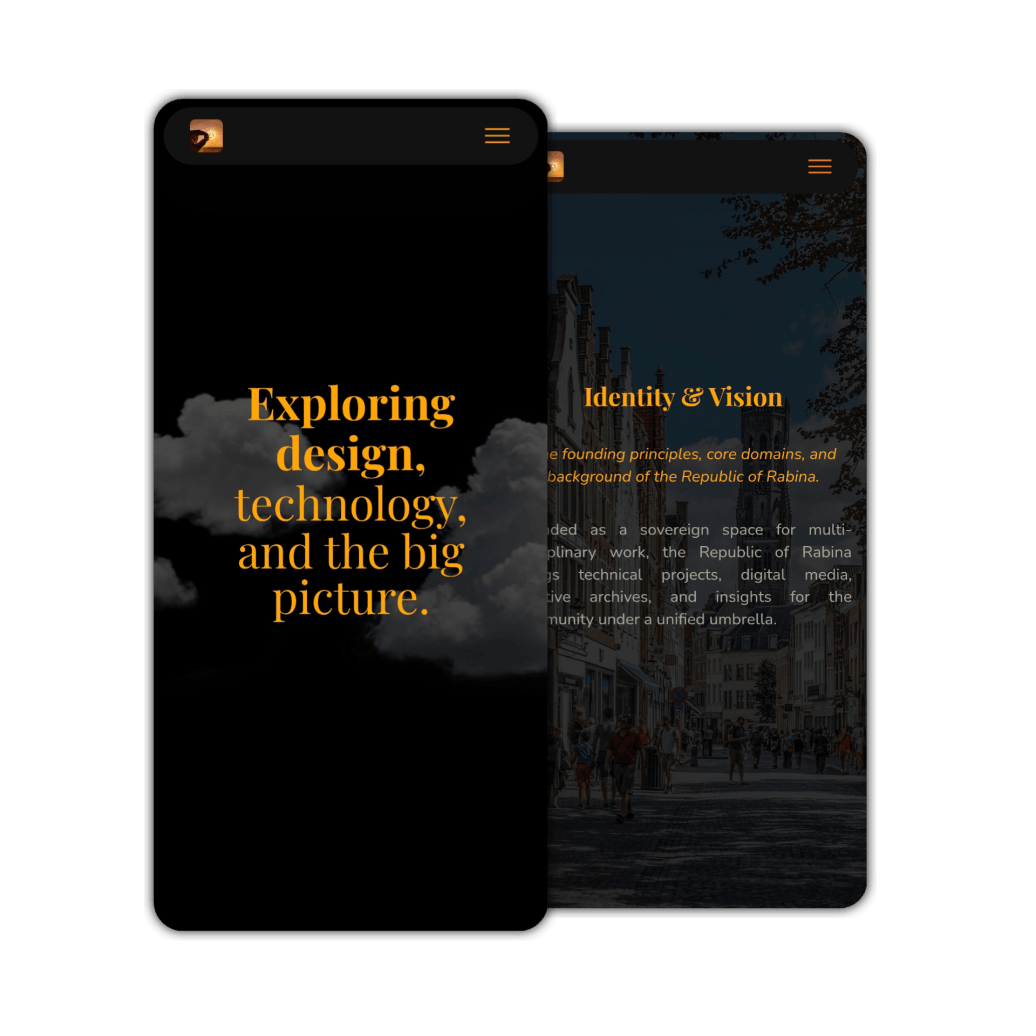 Exploring
design,
technology,
and the big
picture.
Identity & Vision
founding principles, core domains, and
background of the Republic of Rabina.
as a sovereign space for multi-
work, the Republic of Rabina
technical projects, digital media,
archives, and insights for the
under a unified umbrella.